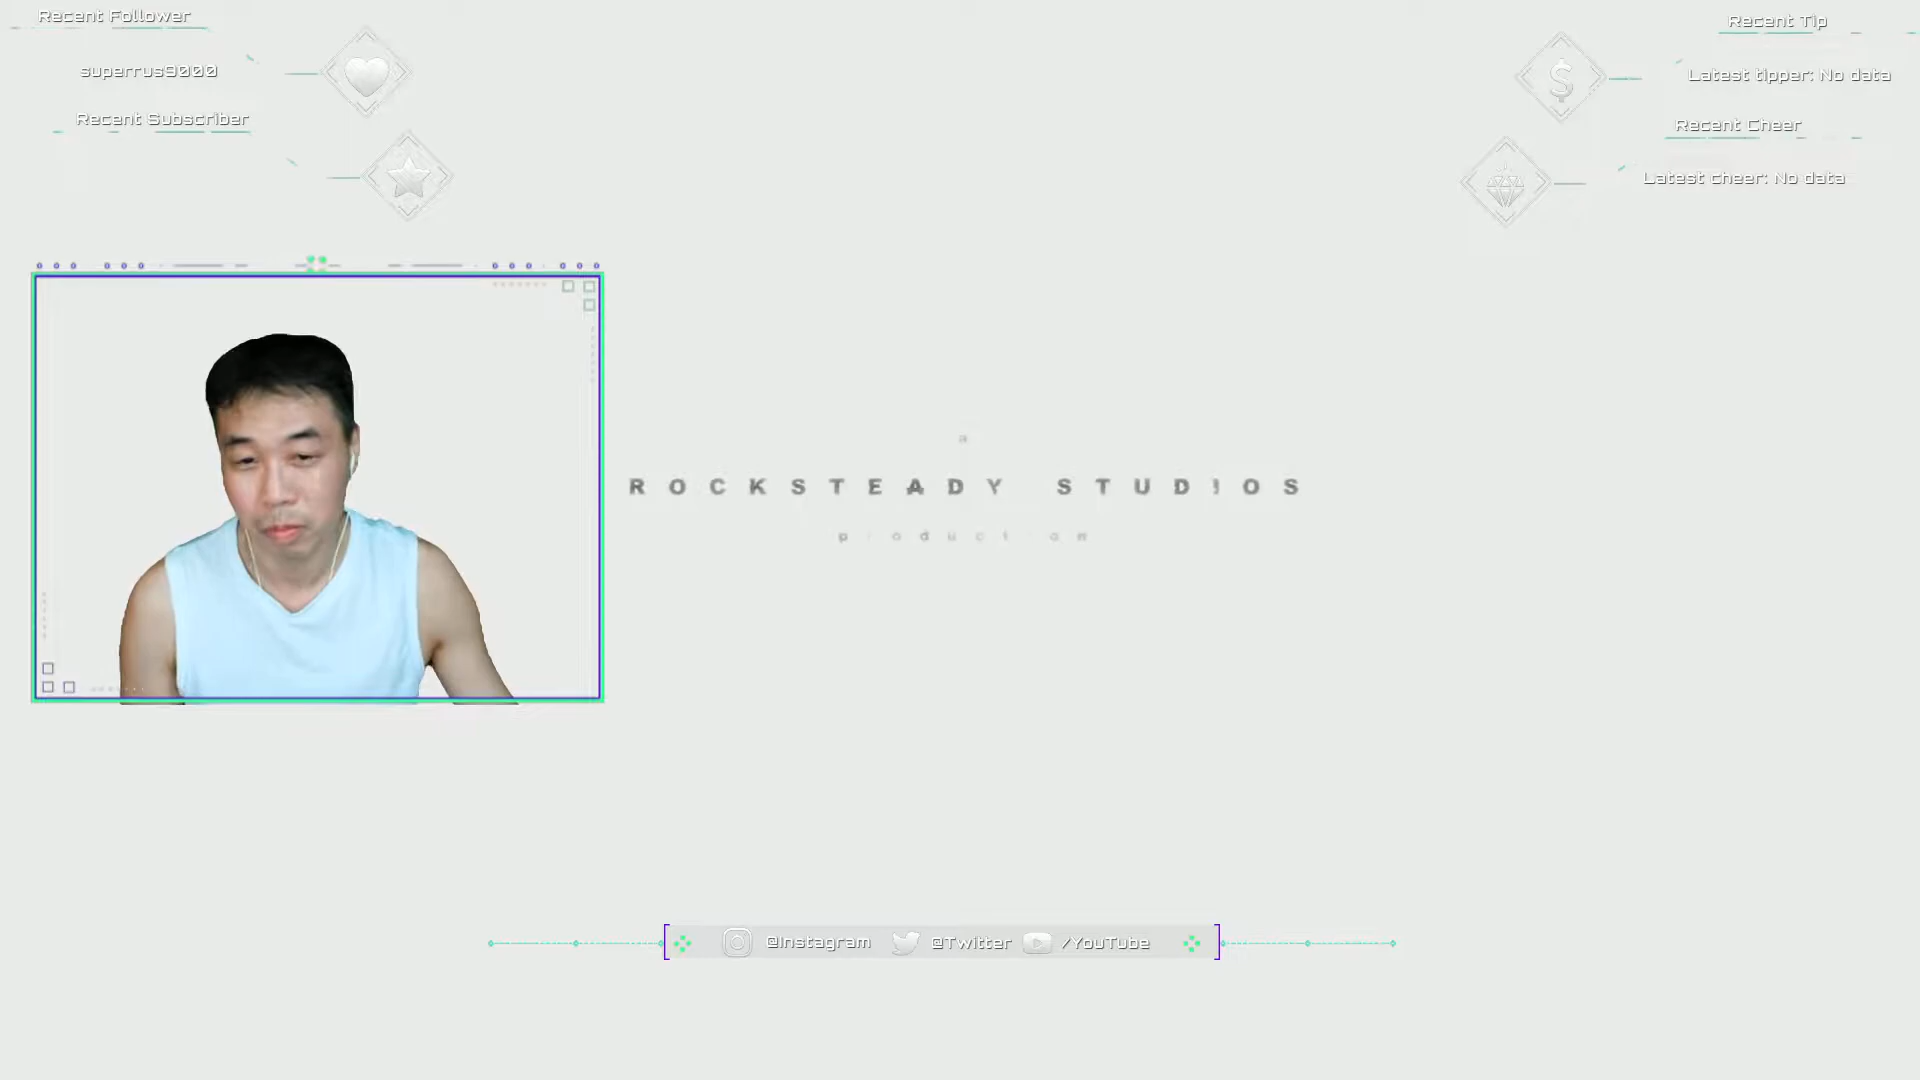 Recent Follower
superrus9000
Recent Subscriber
Recent Tip
Latest tipper: No data
Recent Cheer
Latest cheer: No data
a
ROCKSTEADY STUDIOS
production
@Instagram @Twitter /YouTube